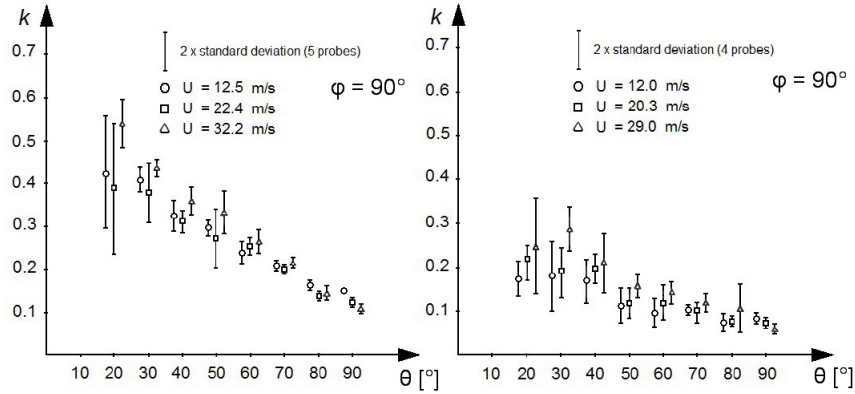 k
0.7
0.6
0.5
0.4
0.3
0.2
0.1
2 x standard deviation (5 probes)
U = 12.5 m/s
U = 22.4 m/s
U = 32.2 m/s
φ = 90°
10 20 30 40 50 60 70 80 90
θ [°]
k
0.7
0.6
0.5
0.4
0.3
0.2
0.1
2 x standard deviation (4 probes)
U = 12.0 m/s
U = 20.3 m/s
U = 29.0 m/s
φ = 90°
10 20 30 40 50 60 70 80 90
θ [°]